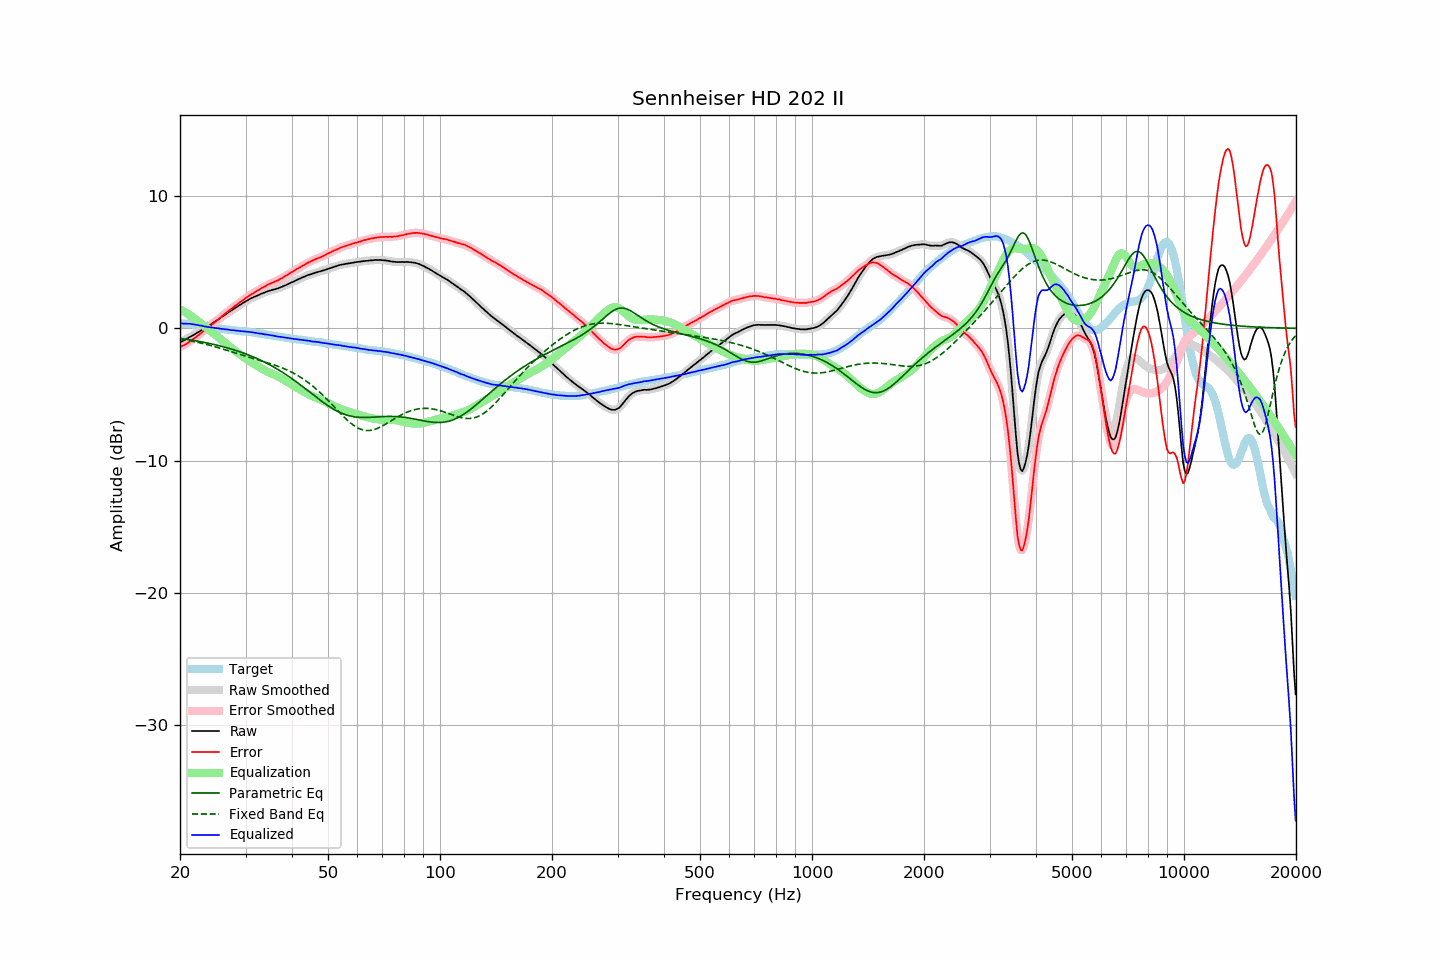 Sennheiser HD 202 II
Amplitude (dBr)
10
0
−10
−20
−30
Target
Raw Smoothed
Error Smoothed
Raw
Error
Equalization
Parametric Eq
Fixed Band Eq
Equalized
20 50 100 200 500 1000 2000 5000 10000 20000
Frequency (Hz)